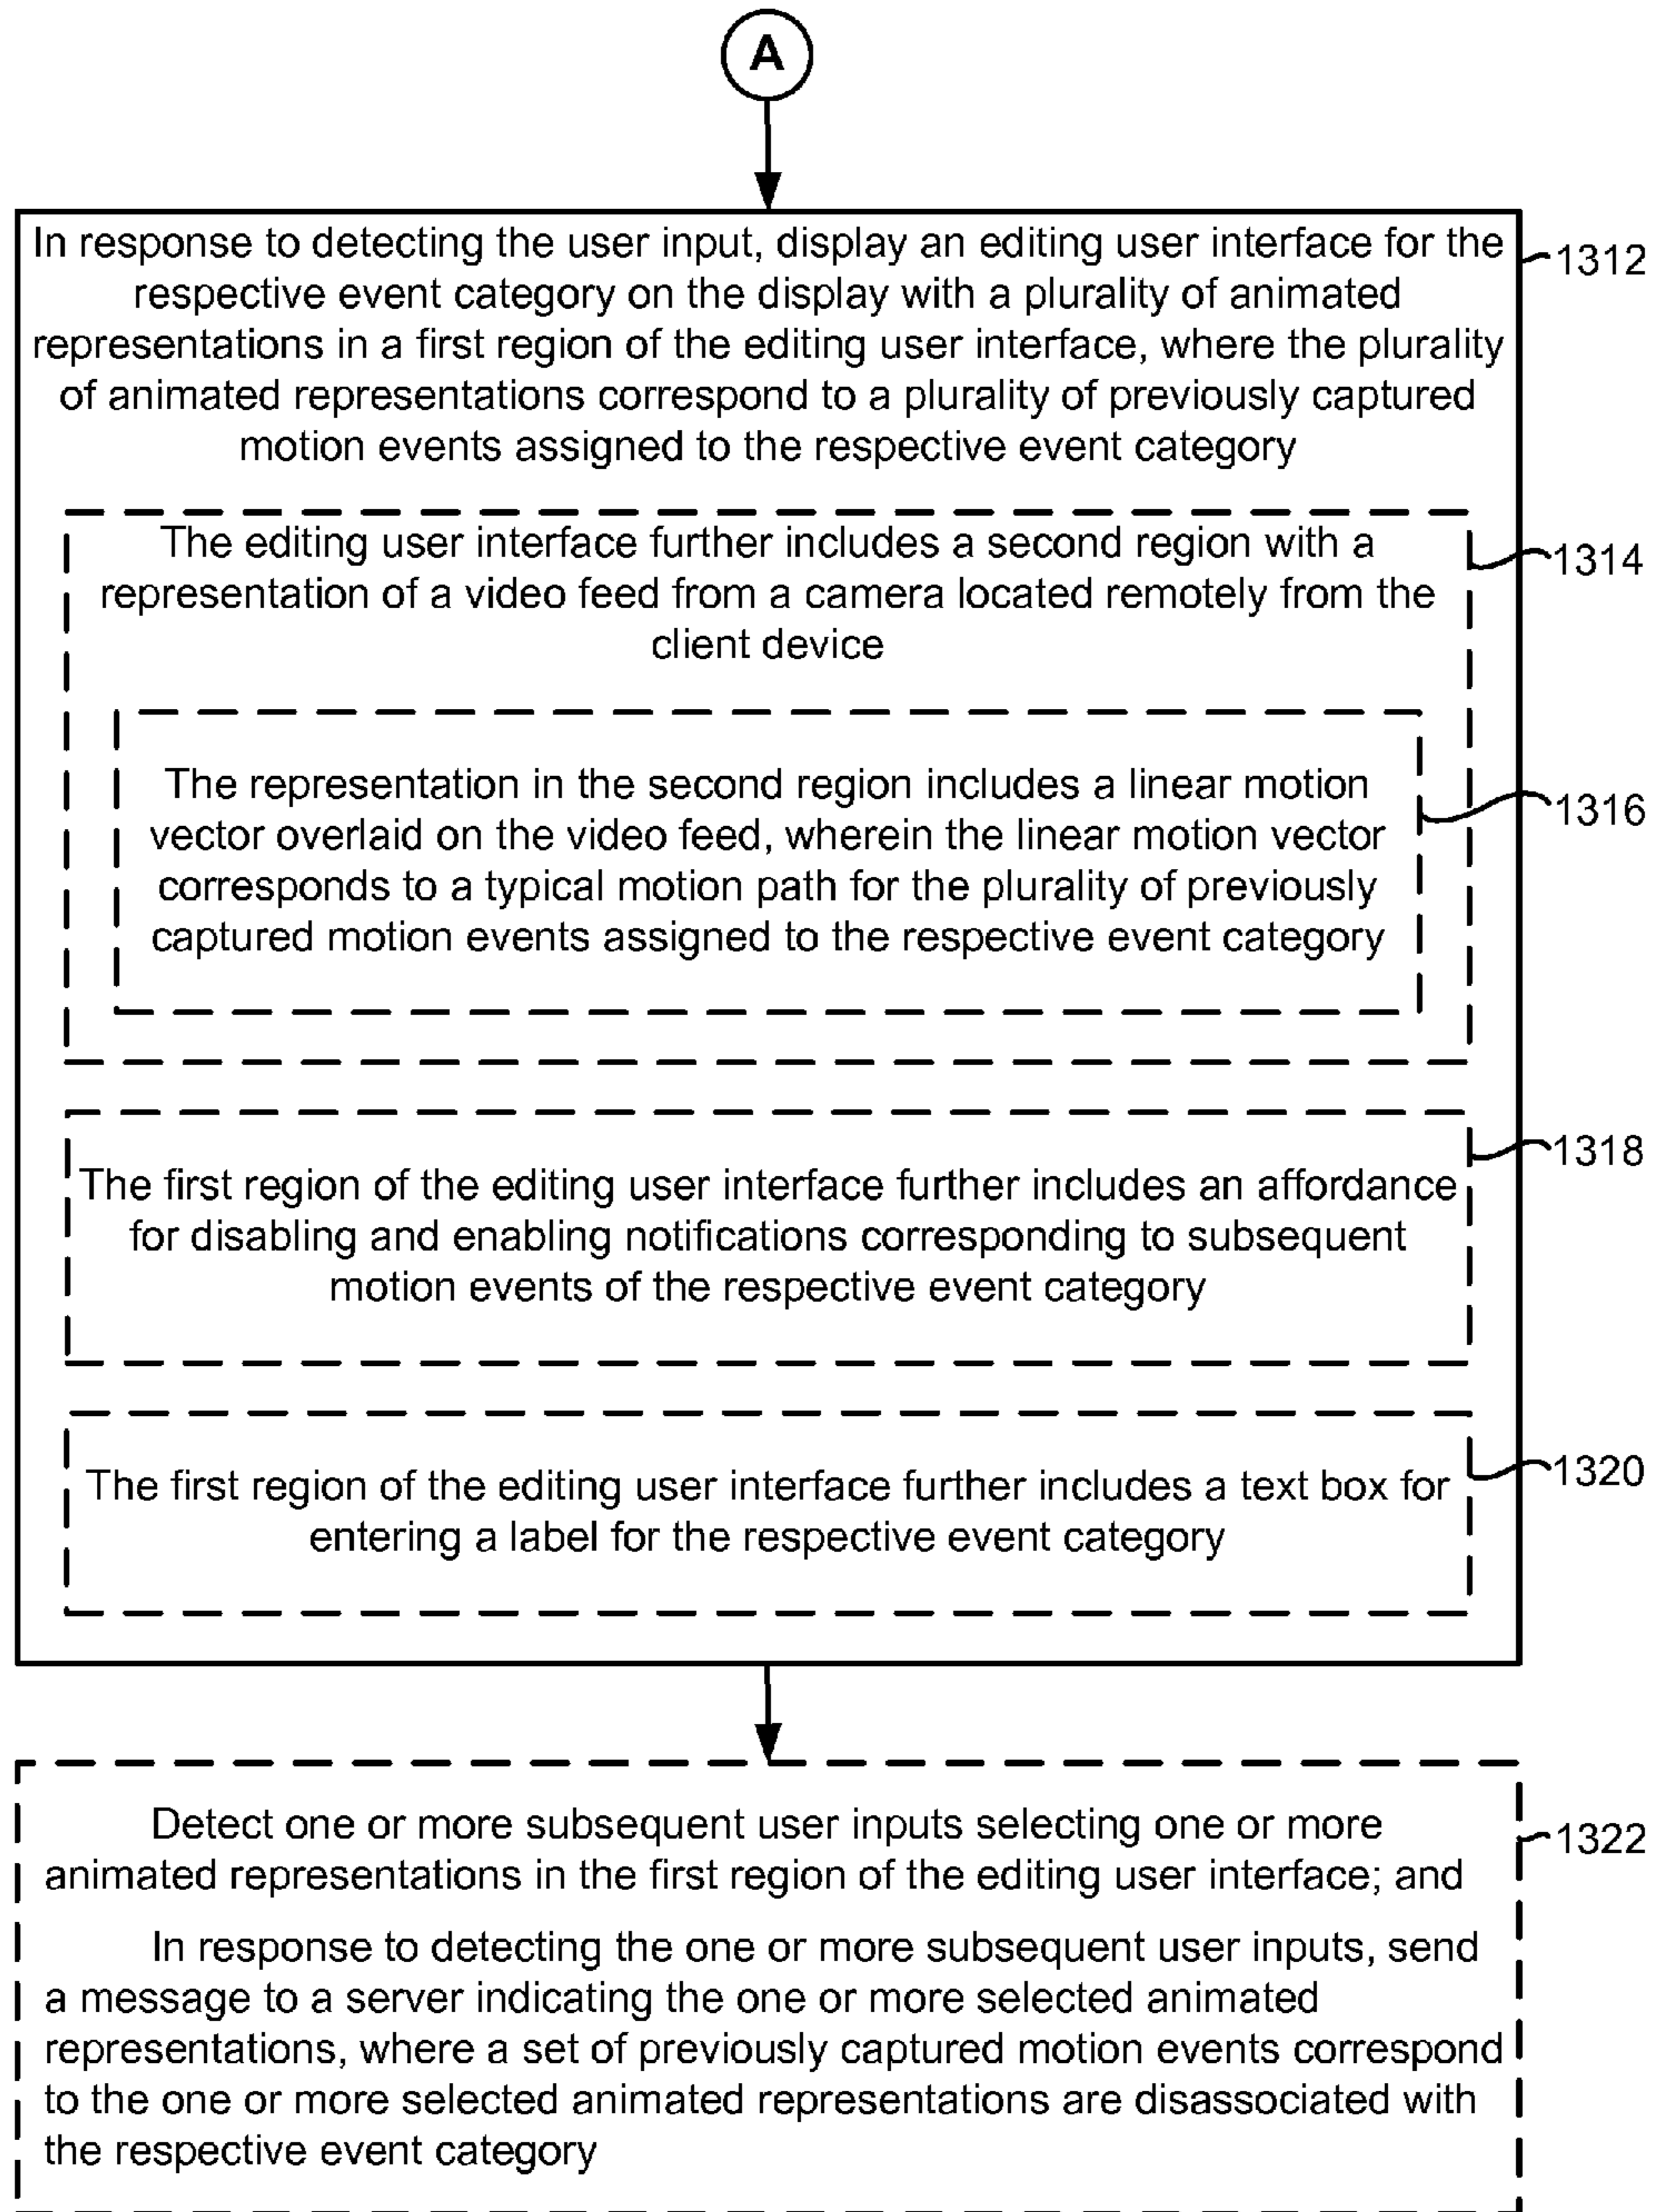 A
In response to detecting the user input, display an editing user interface for the
respective event category on the display with a plurality of animated
representations in a first region of the editing user interface, where the plurality
of animated representations correspond to a plurality of previously captured
motion events assigned to the respective event category
1312
The editing user interface further includes a second region with a
representation of a video feed from a camera located remotely from the
client device
1314
The representation in the second region includes a linear motion
vector overlaid on the video feed, wherein the linear motion vector
corresponds to a typical motion path for the plurality of previously
captured motion events assigned to the respective event category
1316
The first region of the editing user interface further includes an affordance
for disabling and enabling notifications corresponding to subsequent
motion events of the respective event category
1318
The first region of the editing user interface further includes a text box for
entering a label for the respective event category
1320
Detect one or more subsequent user inputs selecting one or more
animated representations in the first region of the editing user interface; and
In response to detecting the one or more subsequent user inputs, send
a message to a server indicating the one or more selected animated
representations, where a set of previously captured motion events correspond
to the one or more selected animated representations are disassociated with
the respective event category
1322